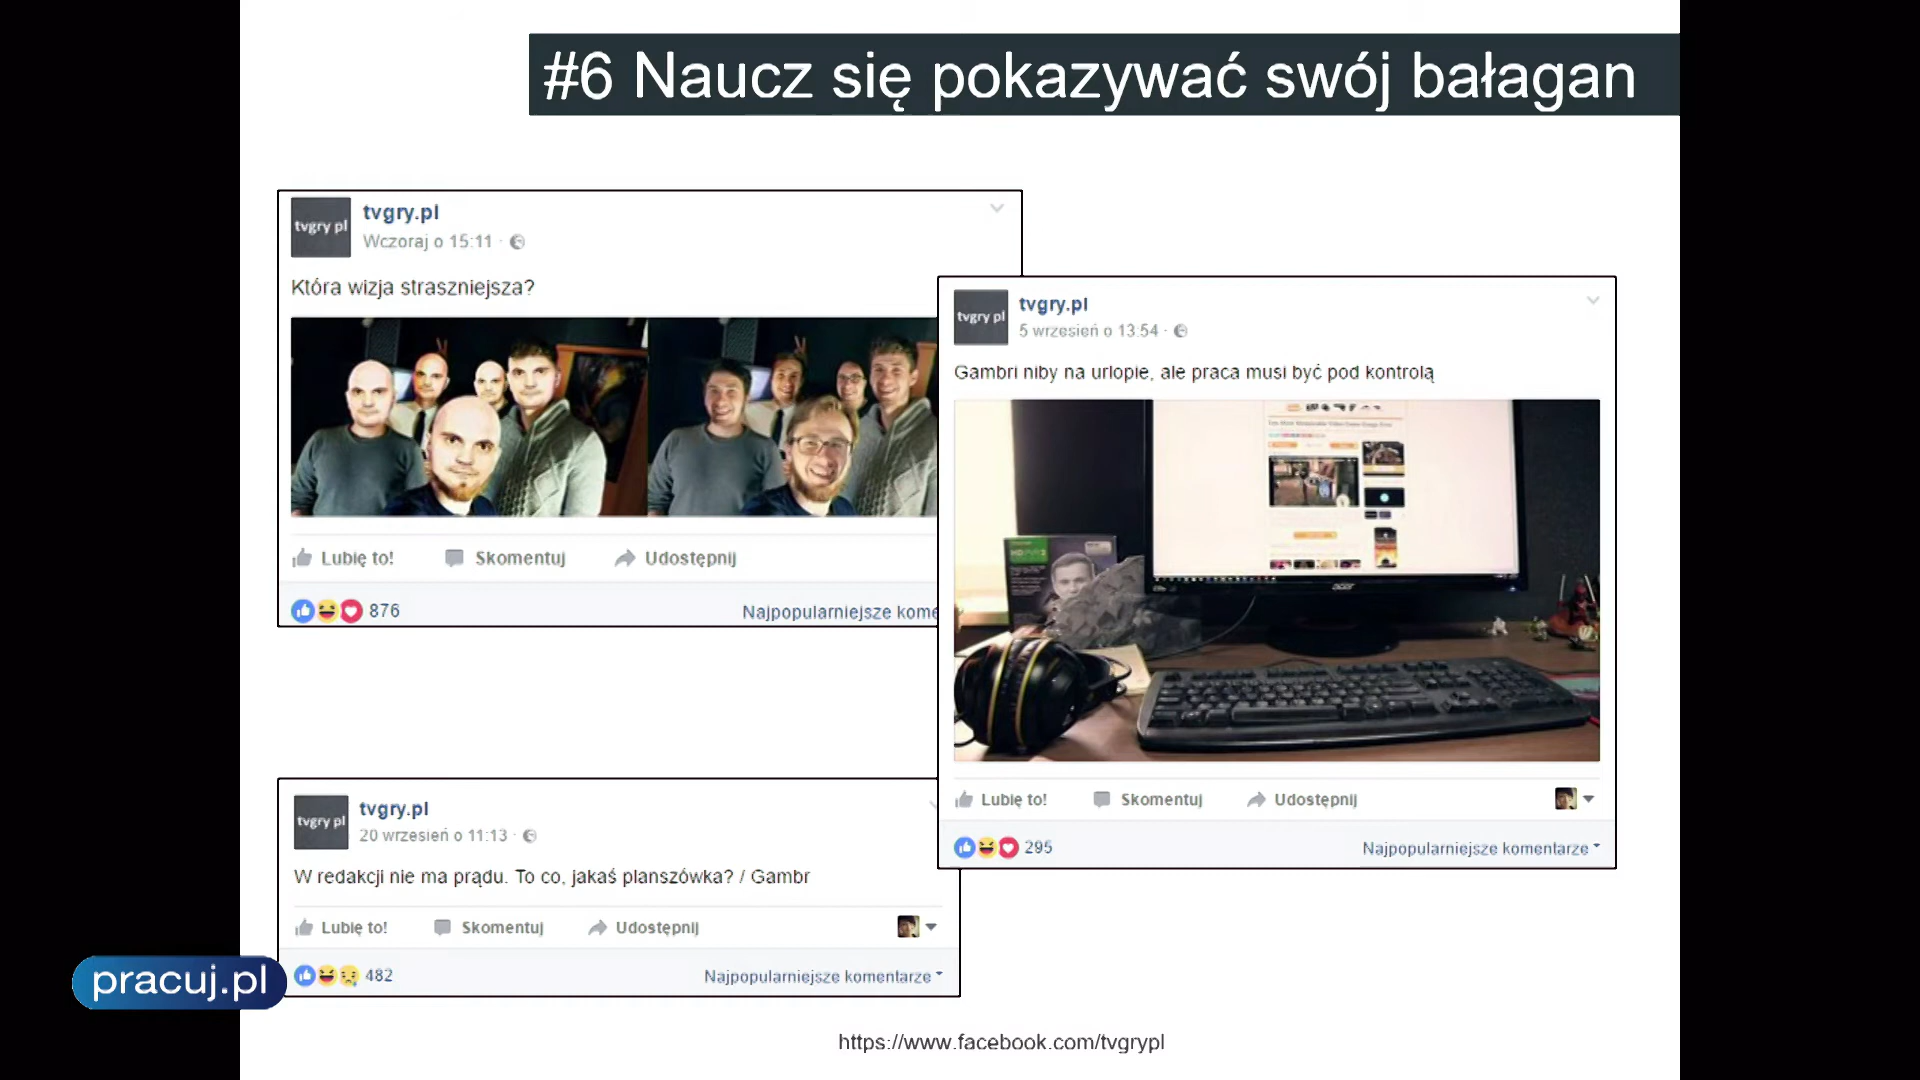 #6 Naucz się pokazywać swój bałagan
tvgry pl
tvgry.pl
Wczoraj o 15:11 ·
Która wizja straszniejsza?
Lubię to! Skomentuj Udostępnij
876 Najpopularniejsze kome
tvgry pl
tvgry.pl
5 wrzesień o 13:54 ·
Gambri niby na urlopie, ale praca musi być pod kontrolą
acer
Lubię to! Skomentuj Udostępnij
295 Najpopularniejsze komentarze
tvgry pl
tvgry.pl
20 wrzesień o 11:13 ·
W redakcji nie ma prądu. To co, jakaś planszówka? / Gambr
Lubię to! Skomentuj Udostępnij
482 Najpopularniejsze komentarze
pracuj.pl
https://www.facebook.com/tvgrypl